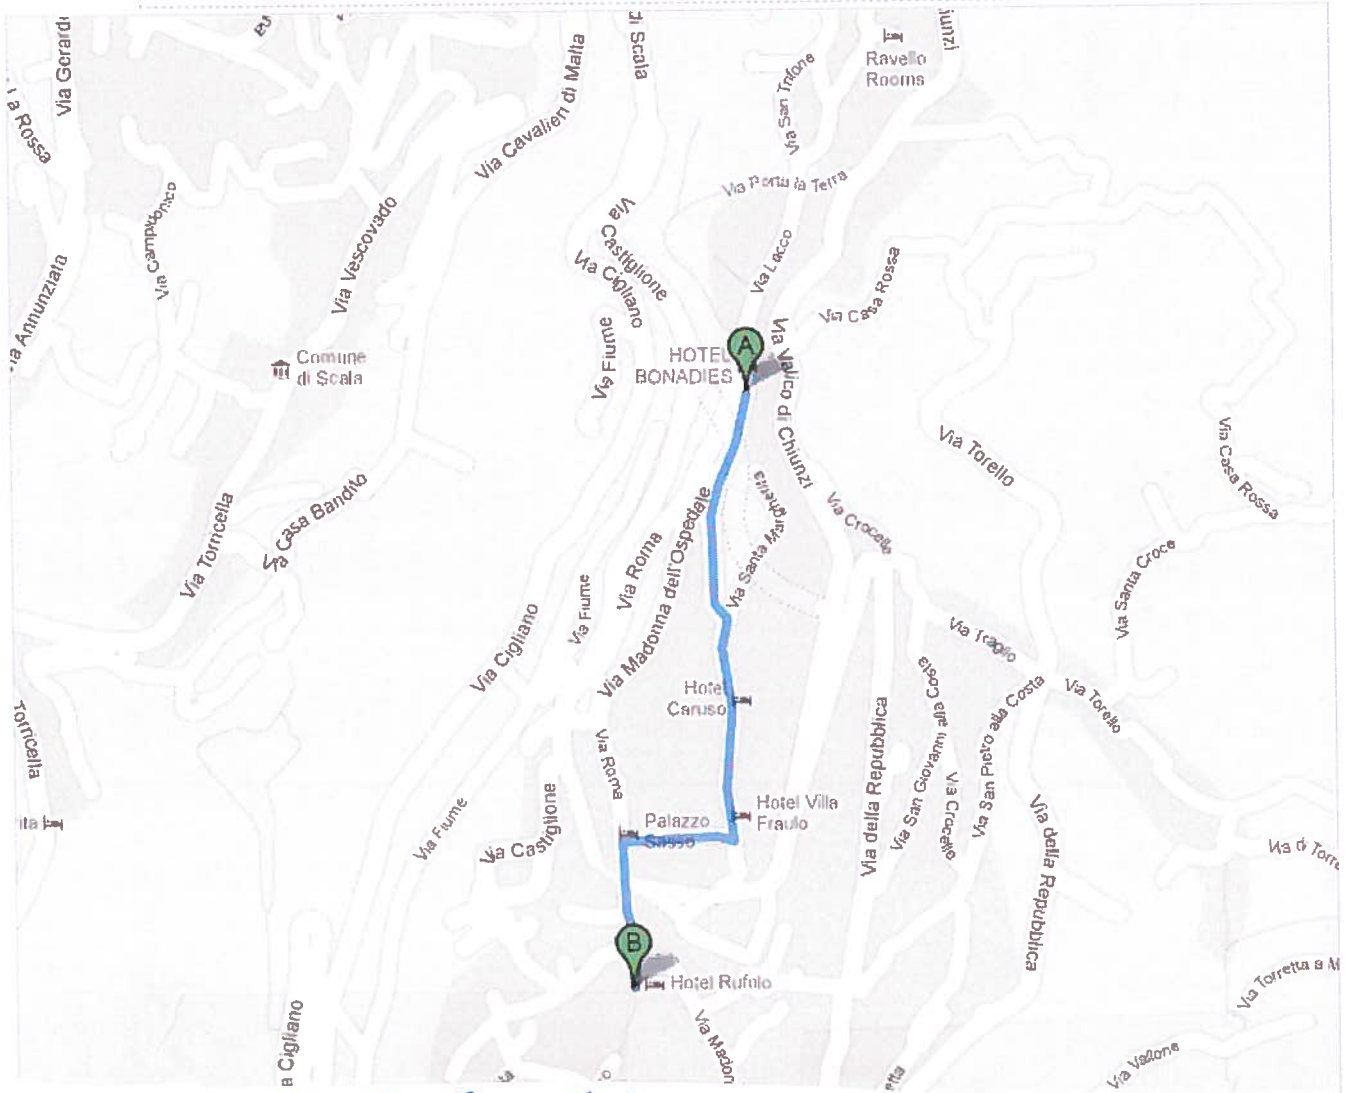 Via Gerard
a Rossa
Via Cavalieri di Malta
di Scala
Via San Trifone
Ravello
Rooms
iunzi
Via Porta la Terra
Via Campidonico
Via Vescovado
Via
Castiglione
Via Cigliano
Via Lacco
Via Casa Rossa
ia Annunziata
Comune
di Scala
Via Fiume
HOTEL
BONADIES
A
Via Valico di Chiunzi
Via Torello
Via Casa Rossa
Via Torricella
Via Casa Bandito
Via Roma
Via Madonna dell'Ospedale
Via Santa Margherita
Via Crocelle
Via Santa Croce
Via Cigliano
Via Fiume
Via Traglio
Via Torello
Torricella
Hotel
Caruso
Via Roma
Via della Repubblica
Via San Giovanni alla Costa
Via Crocelle
Via San Pietro alla Costa
Via della Repubblica
ita
Via Fiume
Via Castiglione
Palazzo
Sasso
Hotel Villa
Fraulo
Via di Torre
B
Hotel Rufolo
Via Torretta a M
a Cigliano
Via Madon
etta
Via Vallone